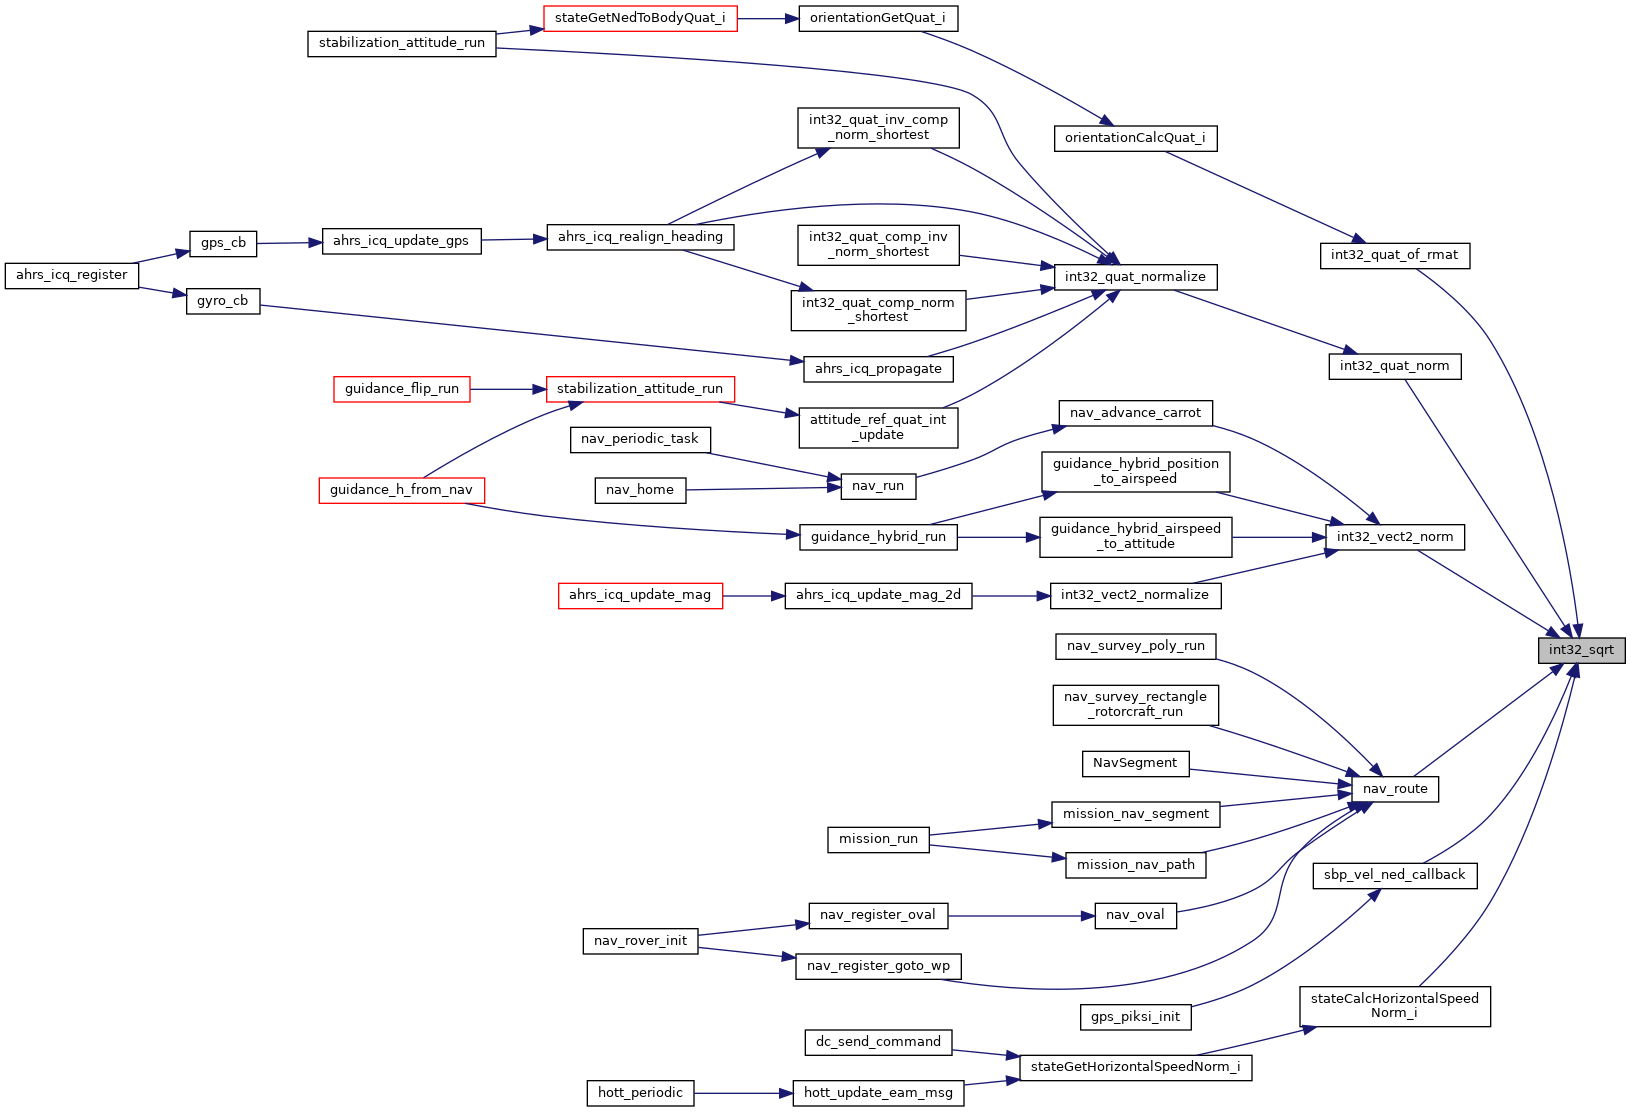 stateGetNedToBodyQuat_i
orientationGetQuat_i
stabilization_attitude_run
int32_quat_inv_comp
_norm_shortest
orientationCalcQuat_i
ahrs_icq_register
gps_cb
gyro_cb
ahrs_icq_update_gps
ahrs_icq_realign_heading
int32_quat_comp_inv
_norm_shortest
int32_quat_comp_norm
_shortest
int32_quat_normalize
int32_quat_of_rmat
int32_quat_norm
ahrs_icq_propagate
guidance_flip_run
stabilization_attitude_run
attitude_ref_quat_int
_update
nav_advance_carrot
nav_periodic_task
guidance_h_from_nav
nav_home
nav_run
guidance_hybrid_position
_to_airspeed
guidance_hybrid_run
guidance_hybrid_airspeed
_to_attitude
int32_vect2_norm
ahrs_icq_update_mag
ahrs_icq_update_mag_2d
int32_vect2_normalize
int32_sqrt
nav_survey_poly_run
nav_survey_rectangle
_rotorcraft_run
NavSegment
nav_route
mission_nav_segment
mission_run
mission_nav_path
sbp_vel_ned_callback
nav_register_oval
nav_oval
nav_rover_init
nav_register_goto_wp
gps_piksi_init
stateCalcHorizontalSpeed
Norm_i
dc_send_command
stateGetHorizontalSpeedNorm_i
hott_periodic
hott_update_eam_msg